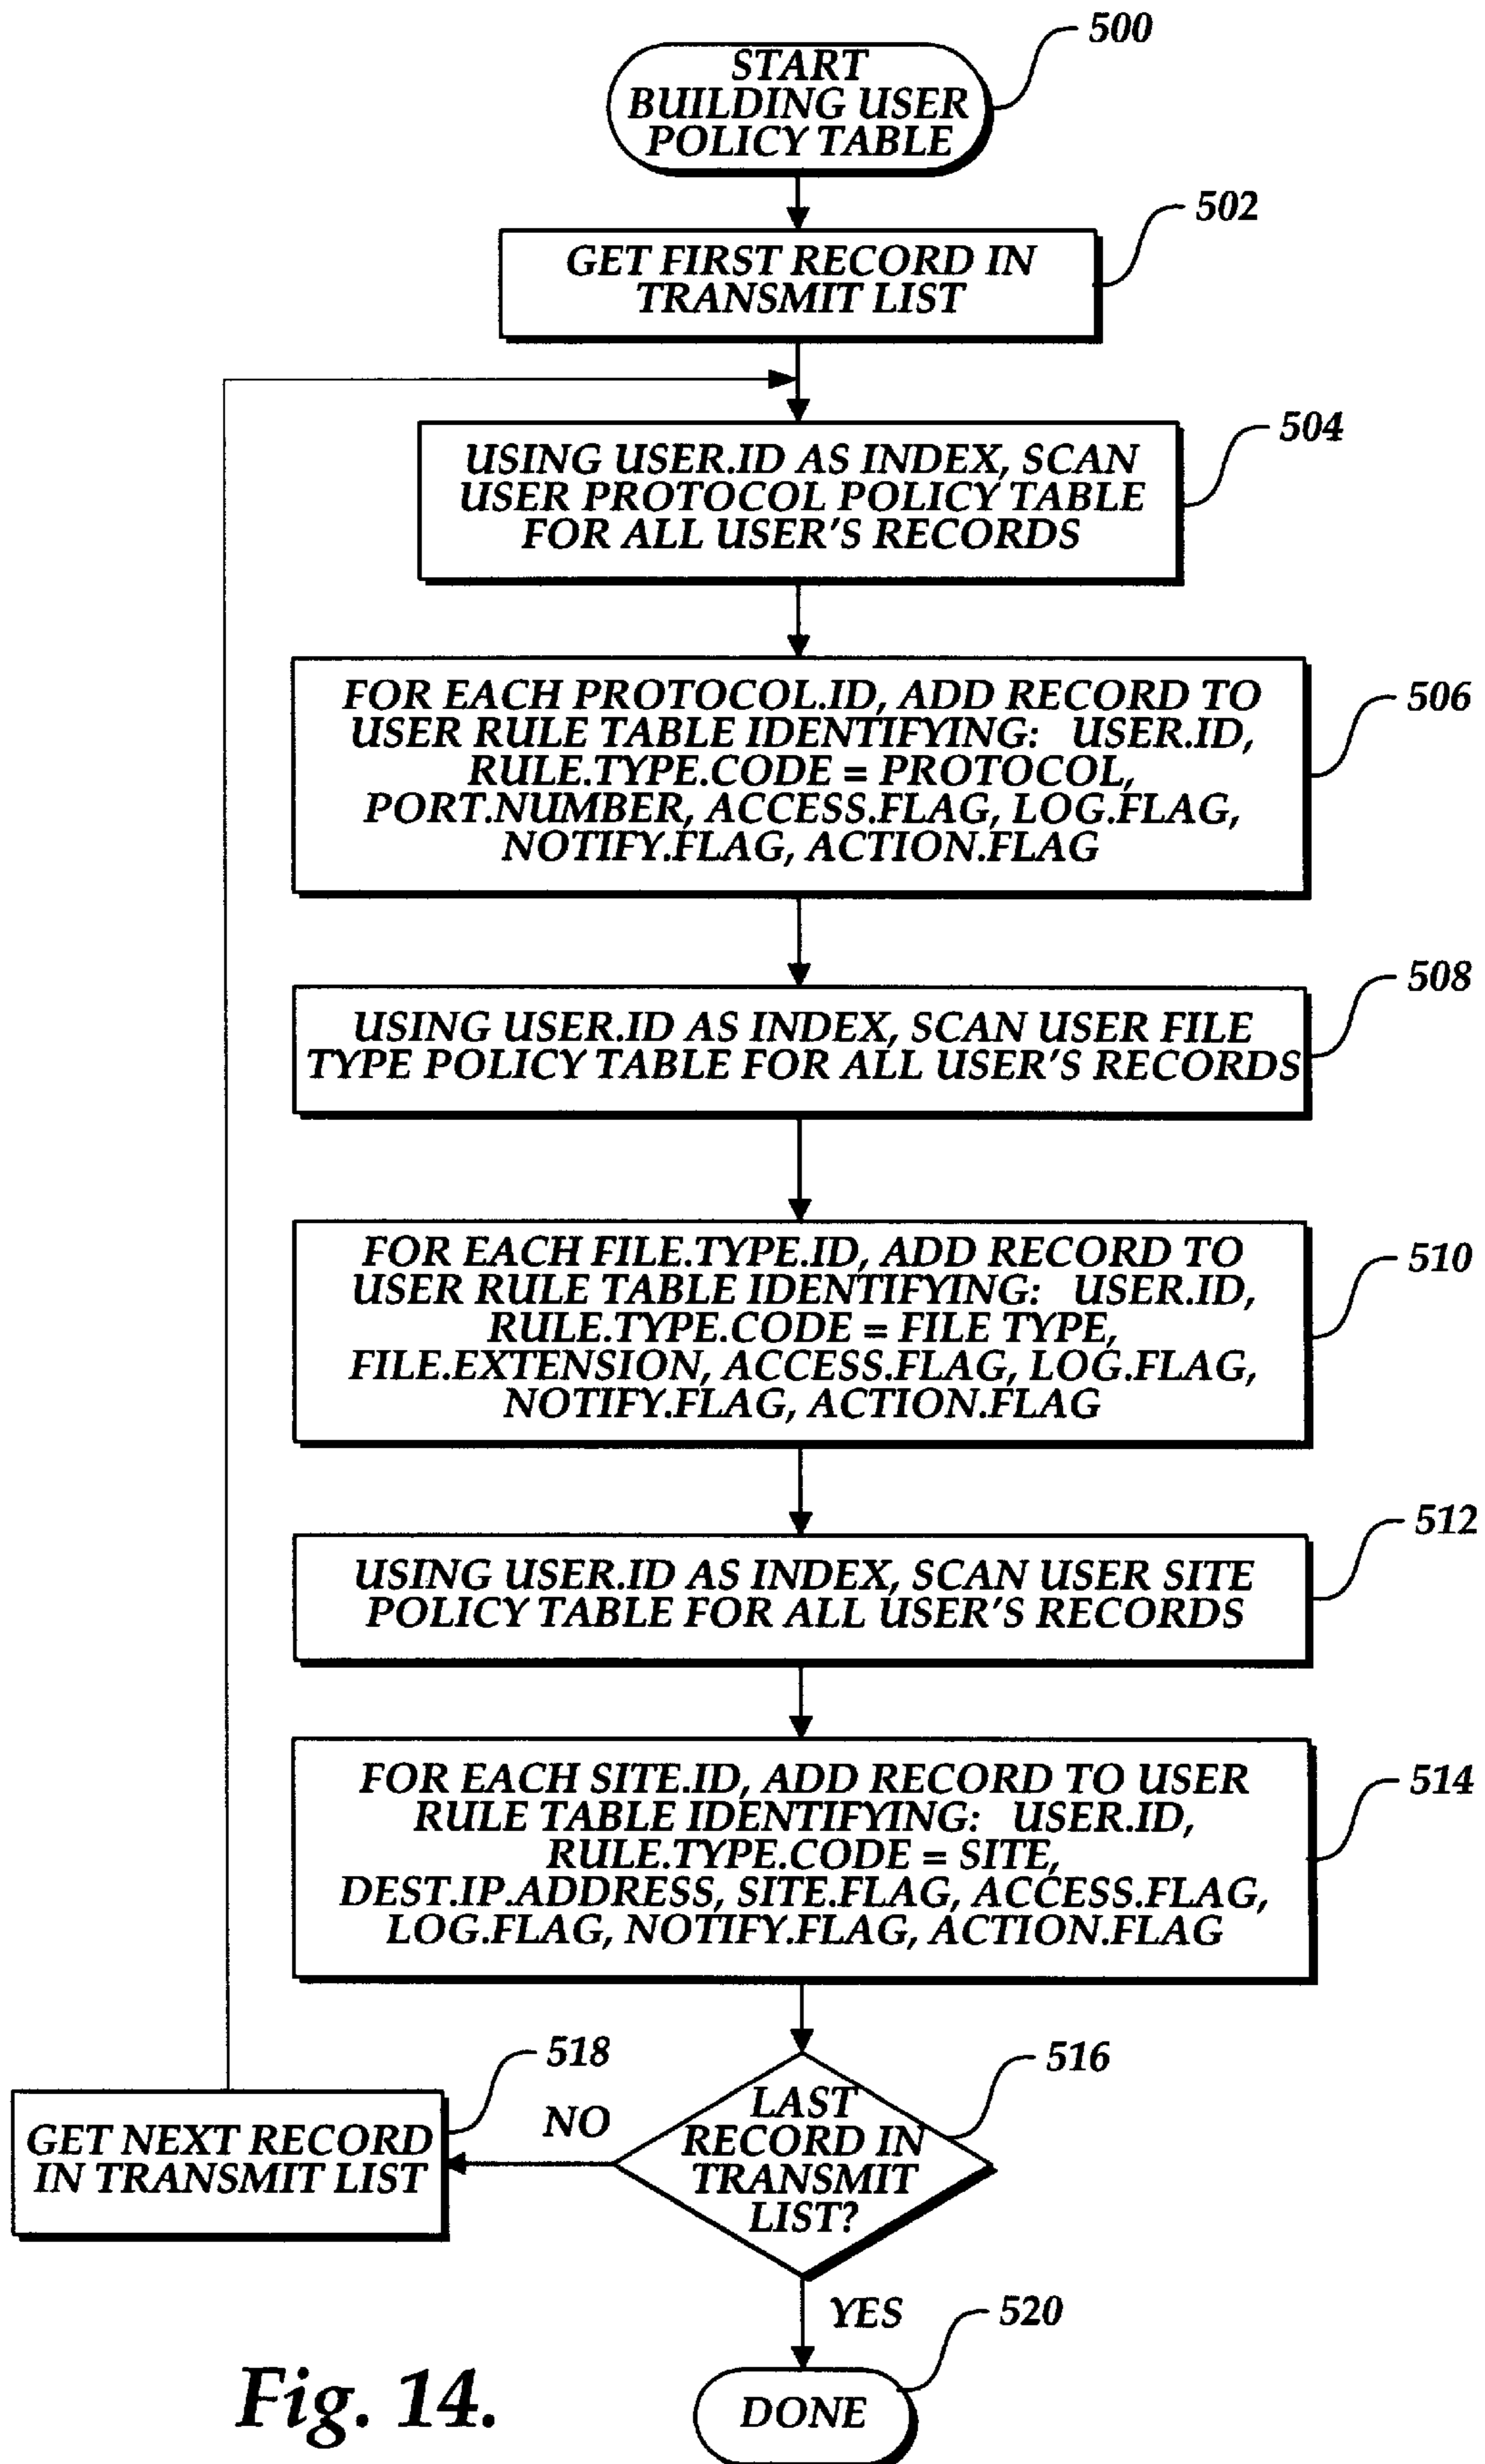 START
BUILDING USER
POLICY TABLE
500
GET FIRST RECORD IN
TRANSMIT LIST
502
USING USER.ID AS INDEX, SCAN
USER PROTOCOL POLICY TABLE
FOR ALL USER'S RECORDS
504
FOR EACH PROTOCOL.ID, ADD RECORD TO
USER RULE TABLE IDENTIFYING: USER.ID,
RULE.TYPE.CODE = PROTOCOL,
PORT.NUMBER, ACCESS.FLAG, LOG.FLAG,
NOTIFY.FLAG, ACTION.FLAG
506
USING USER.ID AS INDEX, SCAN USER FILE
TYPE POLICY TABLE FOR ALL USER'S RECORDS
508
FOR EACH FILE.TYPE.ID, ADD RECORD TO
USER RULE TABLE IDENTIFYING: USER.ID,
RULE.TYPE.CODE = FILE TYPE,
FILE.EXTENSION, ACCESS.FLAG, LOG.FLAG,
NOTIFY.FLAG, ACTION.FLAG
510
USING USER.ID AS INDEX, SCAN USER SITE
POLICY TABLE FOR ALL USER'S RECORDS
512
FOR EACH SITE.ID, ADD RECORD TO USER
RULE TABLE IDENTIFYING: USER.ID,
RULE.TYPE.CODE = SITE,
DEST.IP.ADDRESS, SITE.FLAG, ACCESS.FLAG,
LOG.FLAG, NOTIFY.FLAG, ACTION.FLAG
514
LAST
RECORD IN
TRANSMIT
LIST?
516
NO
GET NEXT RECORD
IN TRANSMIT LIST
518
YES
DONE
520
Fig. 14.